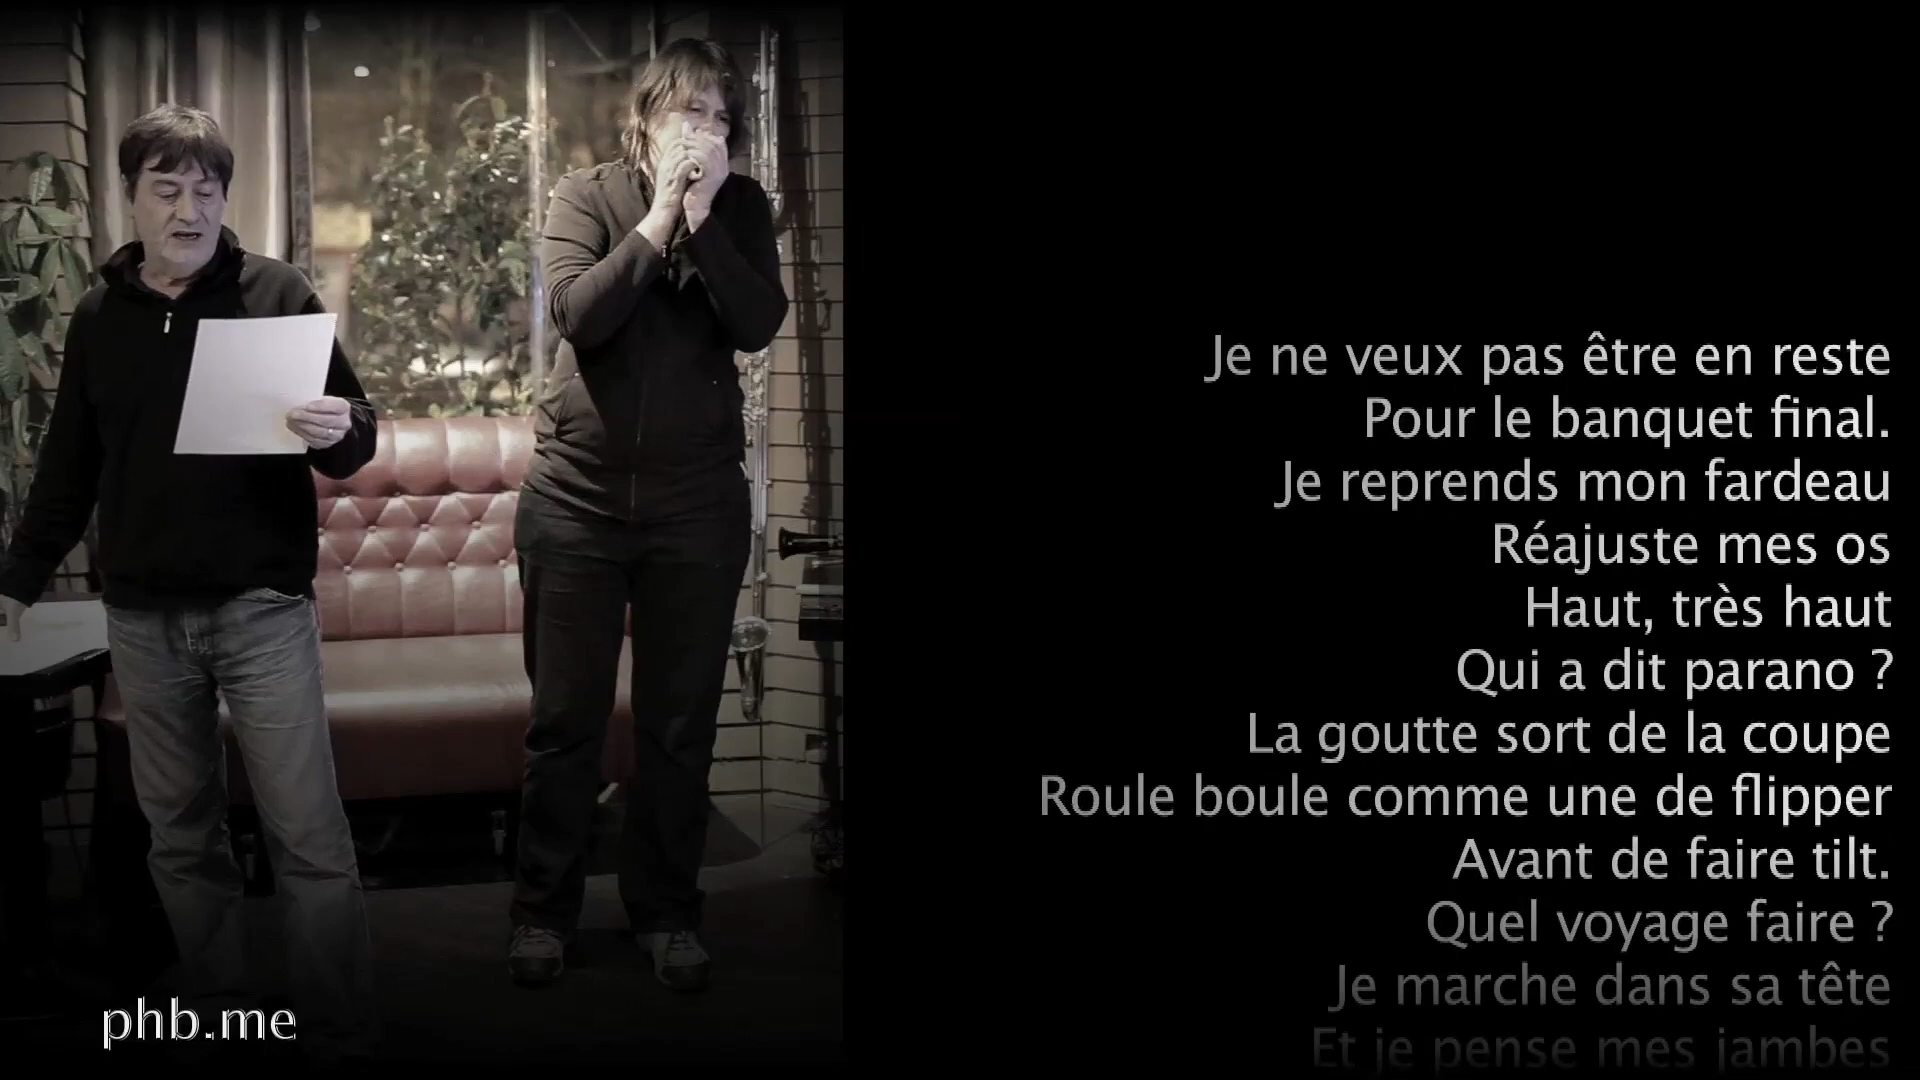 Je ne veux pas être en reste
Pour le banquet final.
Je reprends mon fardeau
Réajuste mes os
Haut, très haut
Qui a dit parano ?
La goutte sort de la coupe
Roule boule comme une de flipper
Avant de faire tilt.
Quel voyage faire ?
Je marche dans sa tête
Et je pense mes jambes
phb.me